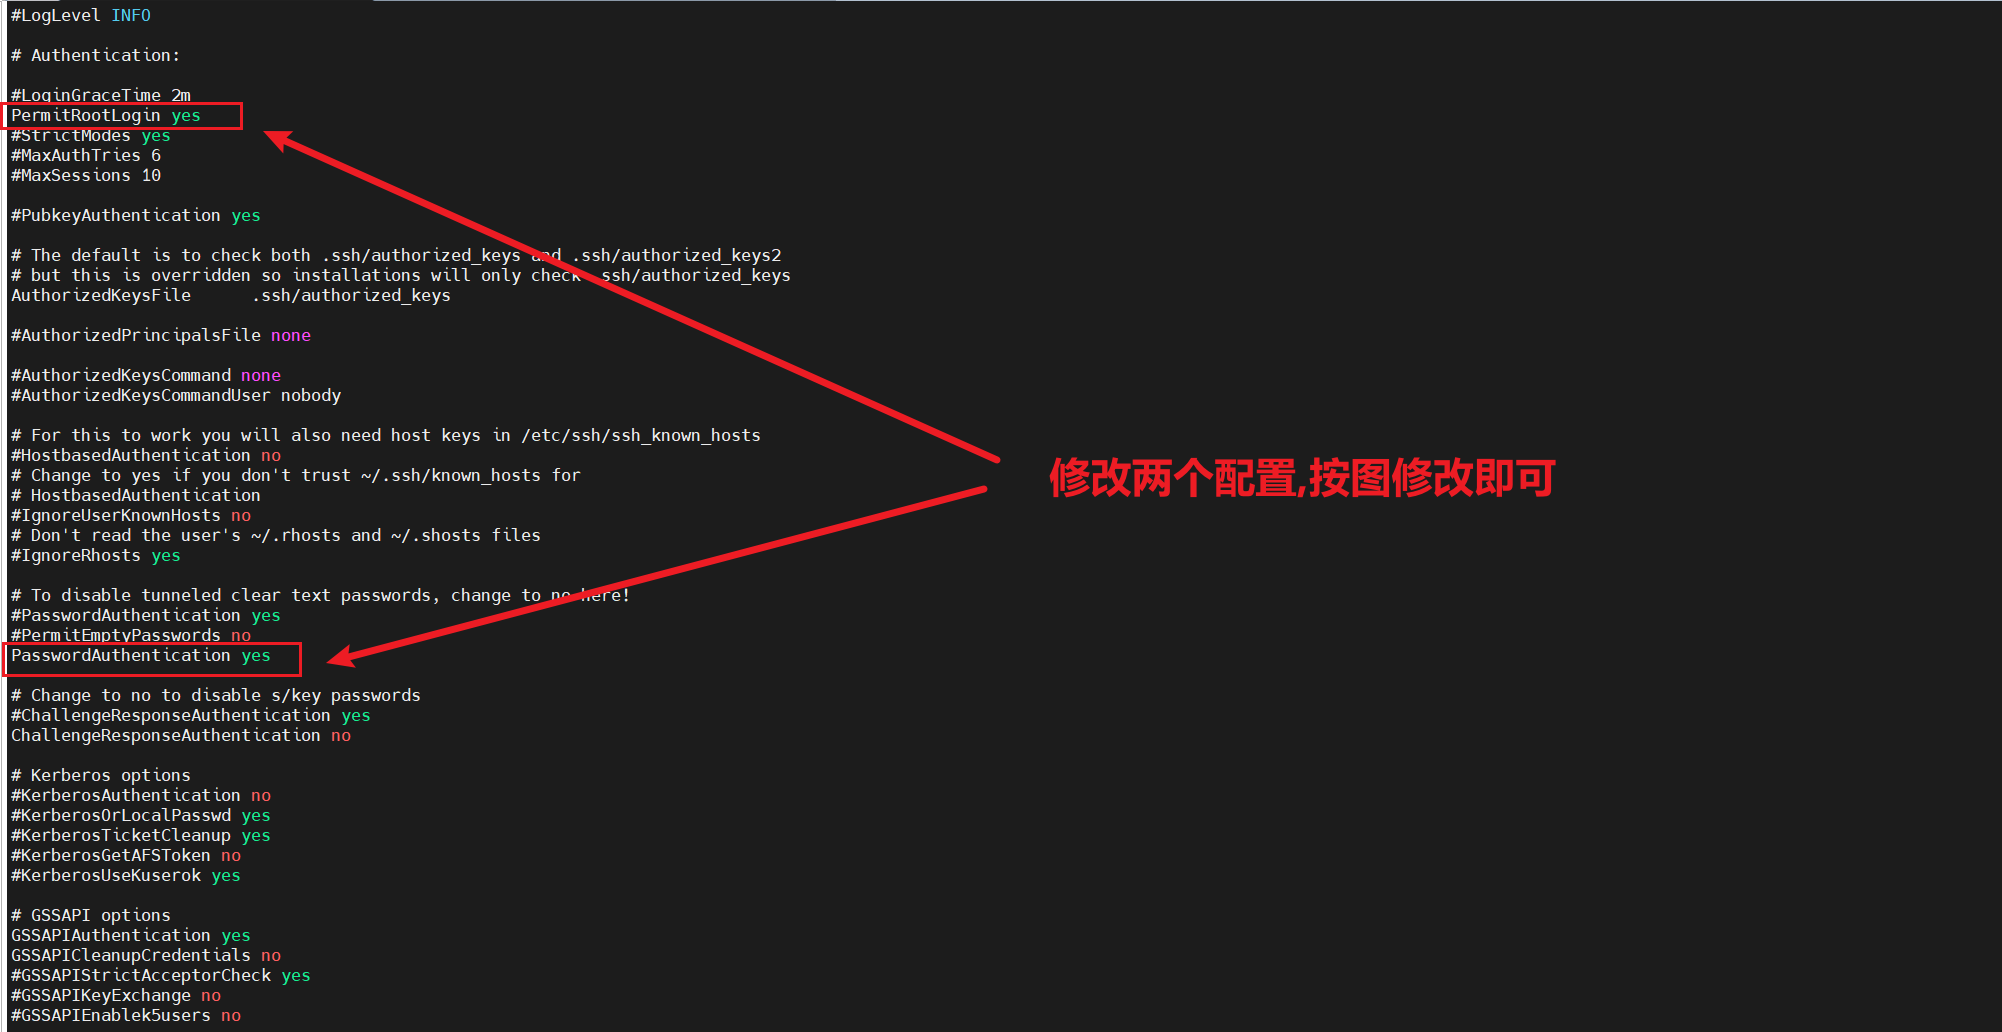 #LogLevel INFO
# Authentication:
#LoginGraceTime 2m
PermitRootLogin yes
#StrictModes yes
#MaxAuthTries 6
#MaxSessions 10
#PubkeyAuthentication yes
# The default is to check both .ssh/authorized_keys and .ssh/authorized_keys2
# but this is overridden so installations will only check .ssh/authorized_keys
AuthorizedKeysFile      .ssh/authorized_keys
#AuthorizedPrincipalsFile none
#AuthorizedKeysCommand none
#AuthorizedKeysCommandUser nobody
# For this to work you will also need host keys in /etc/ssh/ssh_known_hosts
#HostbasedAuthentication no
# Change to yes if you don't trust ~/.ssh/known_hosts for
# HostbasedAuthentication
#IgnoreUserKnownHosts no
# Don't read the user's ~/.rhosts and ~/.shosts files
#IgnoreRhosts yes
修改两个配置,按图修改即可
# To disable tunneled clear text passwords, change to no here!
#PasswordAuthentication yes
#PermitEmptyPasswords no
PasswordAuthentication yes
# Change to no to disable s/key passwords
#ChallengeResponseAuthentication yes
ChallengeResponseAuthentication no
# Kerberos options
#KerberosAuthentication no
#KerberosOrLocalPasswd yes
#KerberosTicketCleanup yes
#KerberosGetAFSToken no
#KerberosUseKuserok yes
# GSSAPI options
GSSAPIAuthentication yes
GSSAPICleanupCredentials no
#GSSAPIStrictAcceptorCheck yes
#GSSAPIKeyExchange no
#GSSAPIEnablek5users no